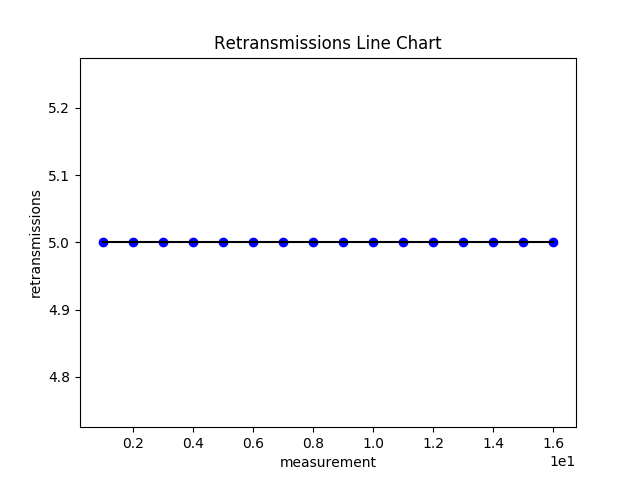 Retransmissions Line Chart
5.2
5.1
5.0
4.9
4.8
retransmissions
0.2 0.4 0.6 0.8 1.0 1.2 1.4 1.6
1e1
measurement